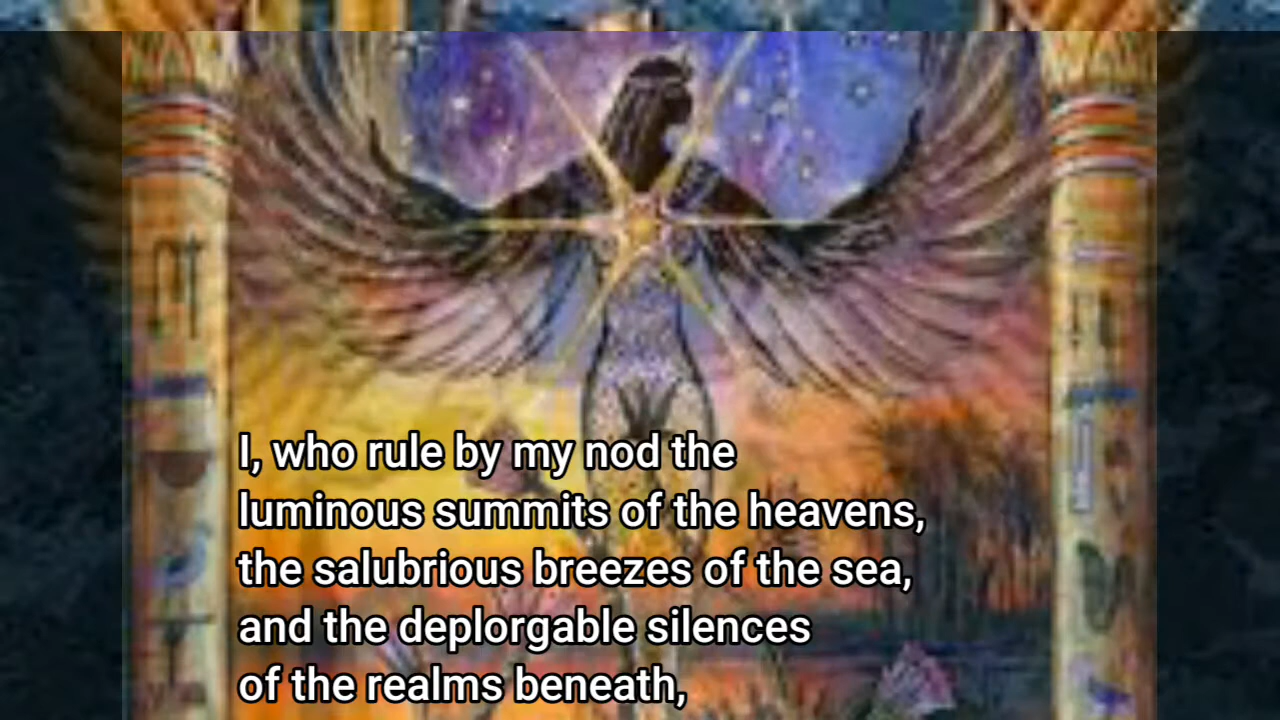 I, who rule by my nod the
luminous summits of the heavens,
the salubrious breezes of the sea,
and the deplorgable silences
of the realms beneath,